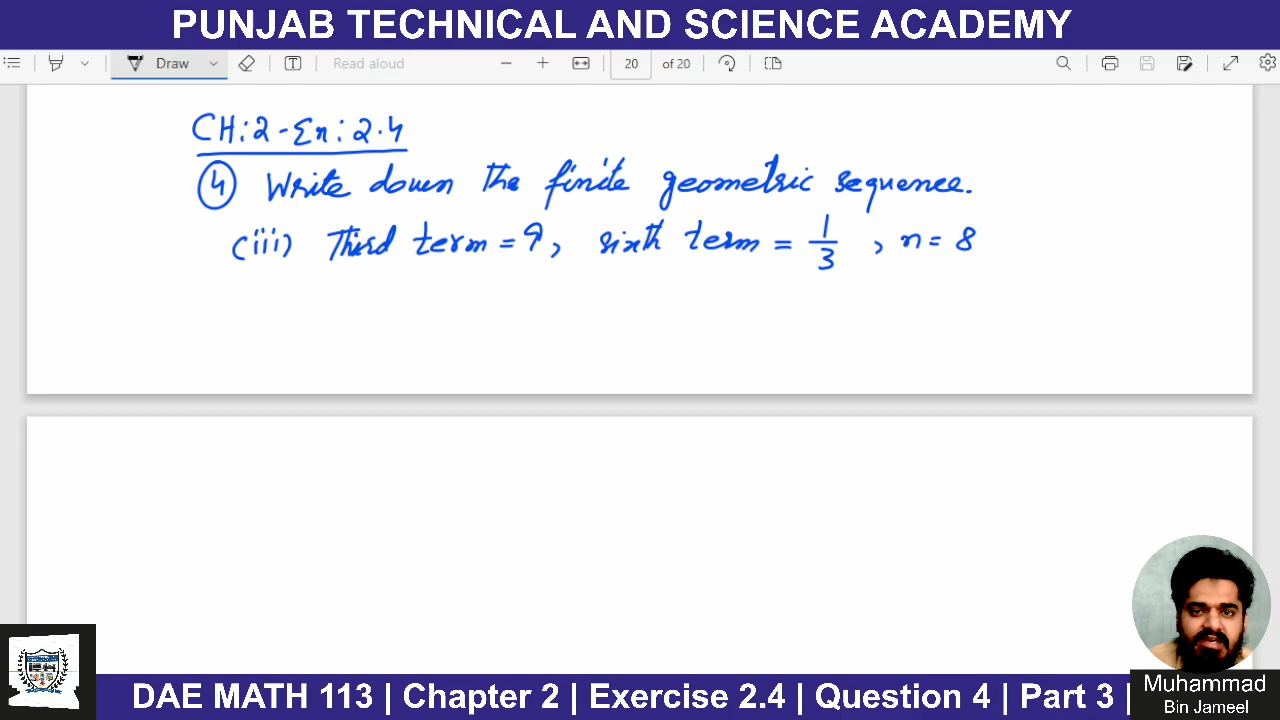 PUNJAB TECHNICAL AND SCIENCE ACADEMY
Draw
Read aloud
20 of 20
CH:2 - Ex: 2.4
4 Write down the finite geometric sequence.
(iii) Third term = 9, sixth term = 1/3, n = 8
DAE MATH 113 | Chapter 2 | Exercise 2.4 | Question 4 | Part 3 |
Muhammad
Bin Jameel